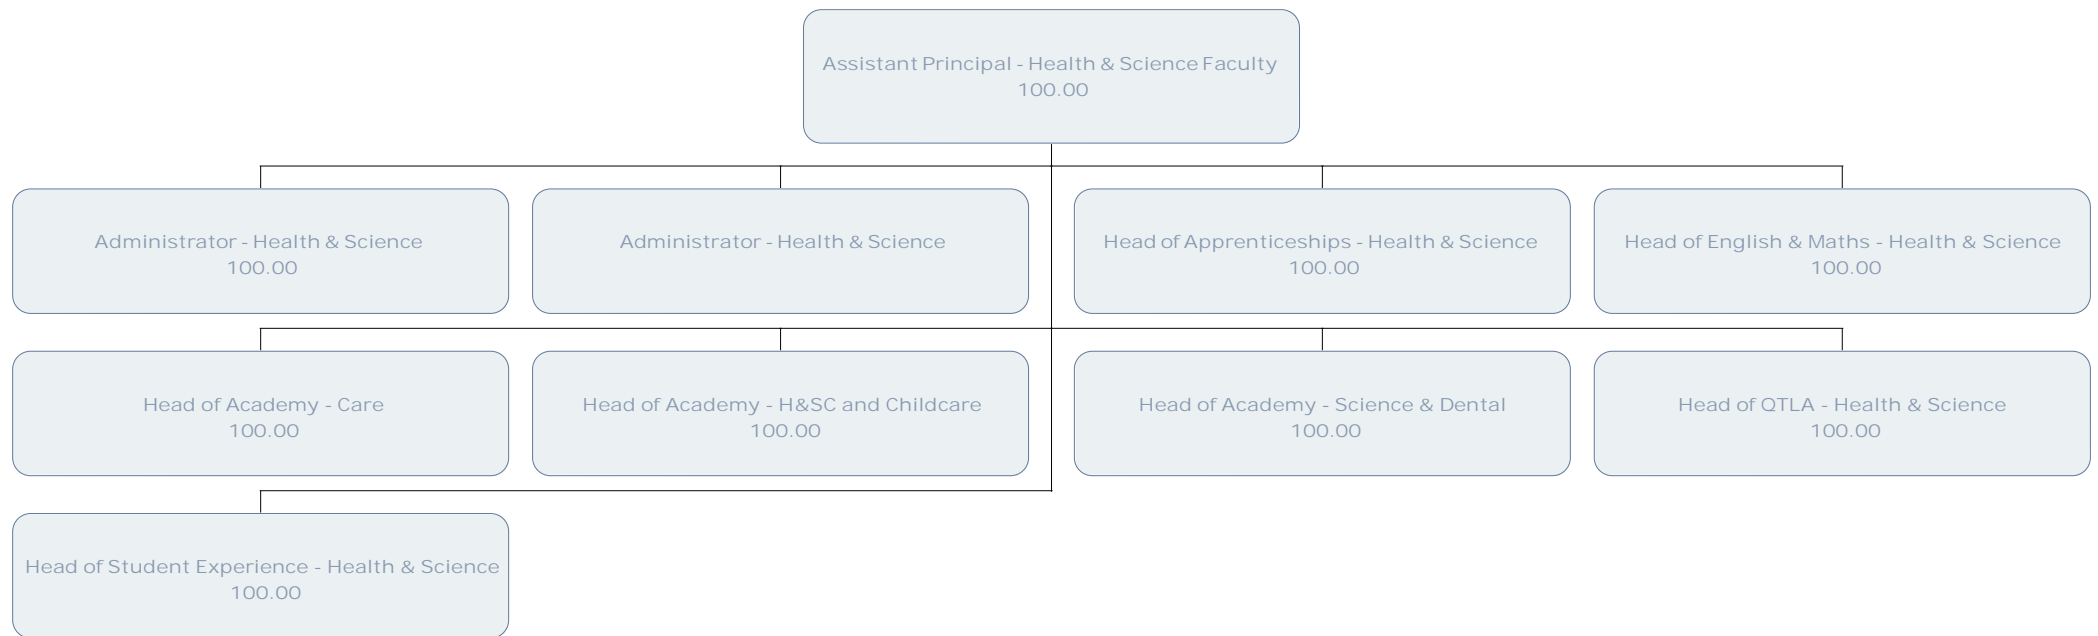 Assistant Principal - Health & Science Faculty
100.00
Administrator - Health & Science
100.00
Administrator - Health & Science
Head of Apprenticeships - Health & Science
100.00
Head of English & Maths - Health & Science
100.00
Head of Academy - Care
100.00
Head of Academy - H&SC and Childcare
100.00
Head of Academy - Science & Dental
100.00
Head of QTLA - Health & Science
100.00
Head of Student Experience - Health & Science
100.00